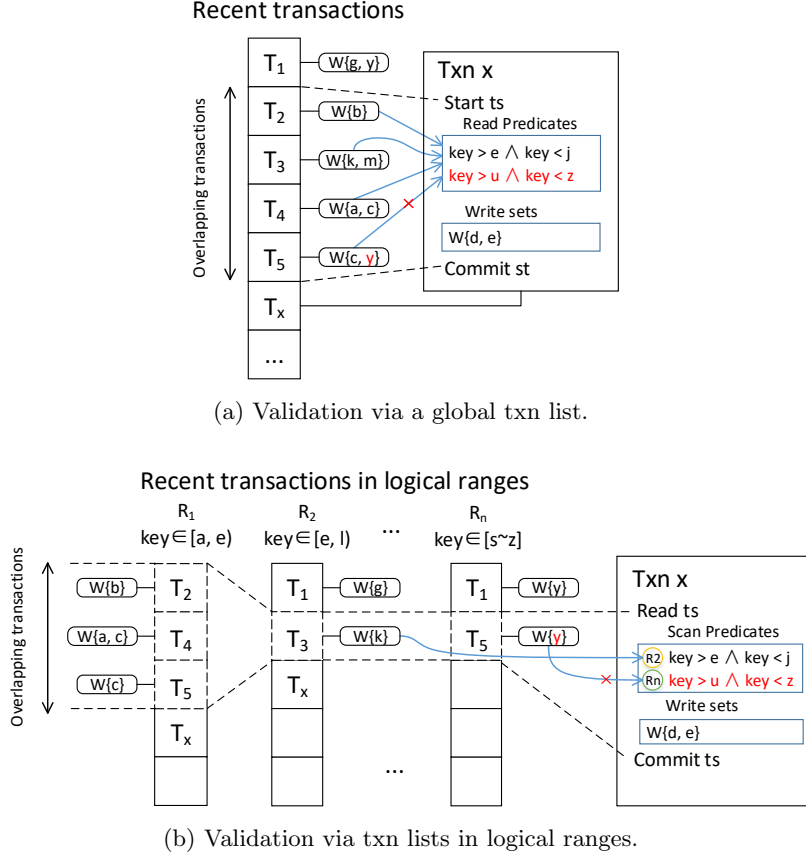 Recent transactions
Txn x
T1
W{g, y}
Start ts
T2
W{b}
Read Predicates
key > e ∧ key < j
key > u ∧ key < z
T3
W{k, m}
T4
W{a, c}
Write sets
W{d, e}
T5
W{c, y}
Commit st
Tx
...
Overlapping transactions
(a) Validation via a global txn list.
Recent transactions in logical ranges
R1
R2
...
Rn
key∈[a, e)
key∈[e, l)
key∈[s~z]
Overlapping transactions
W{b}
T2
T1
W{g}
T1
W{y}
Txn x
Read ts
W{a, c}
T4
T3
W{k}
T5
W{y}
Scan Predicates
R2 key > e ∧ key < j
Rn key > u ∧ key < z
W{c}
T5
Tx
Write sets
W{d, e}
Tx
Commit ts
...
(b) Validation via txn lists in logical ranges.